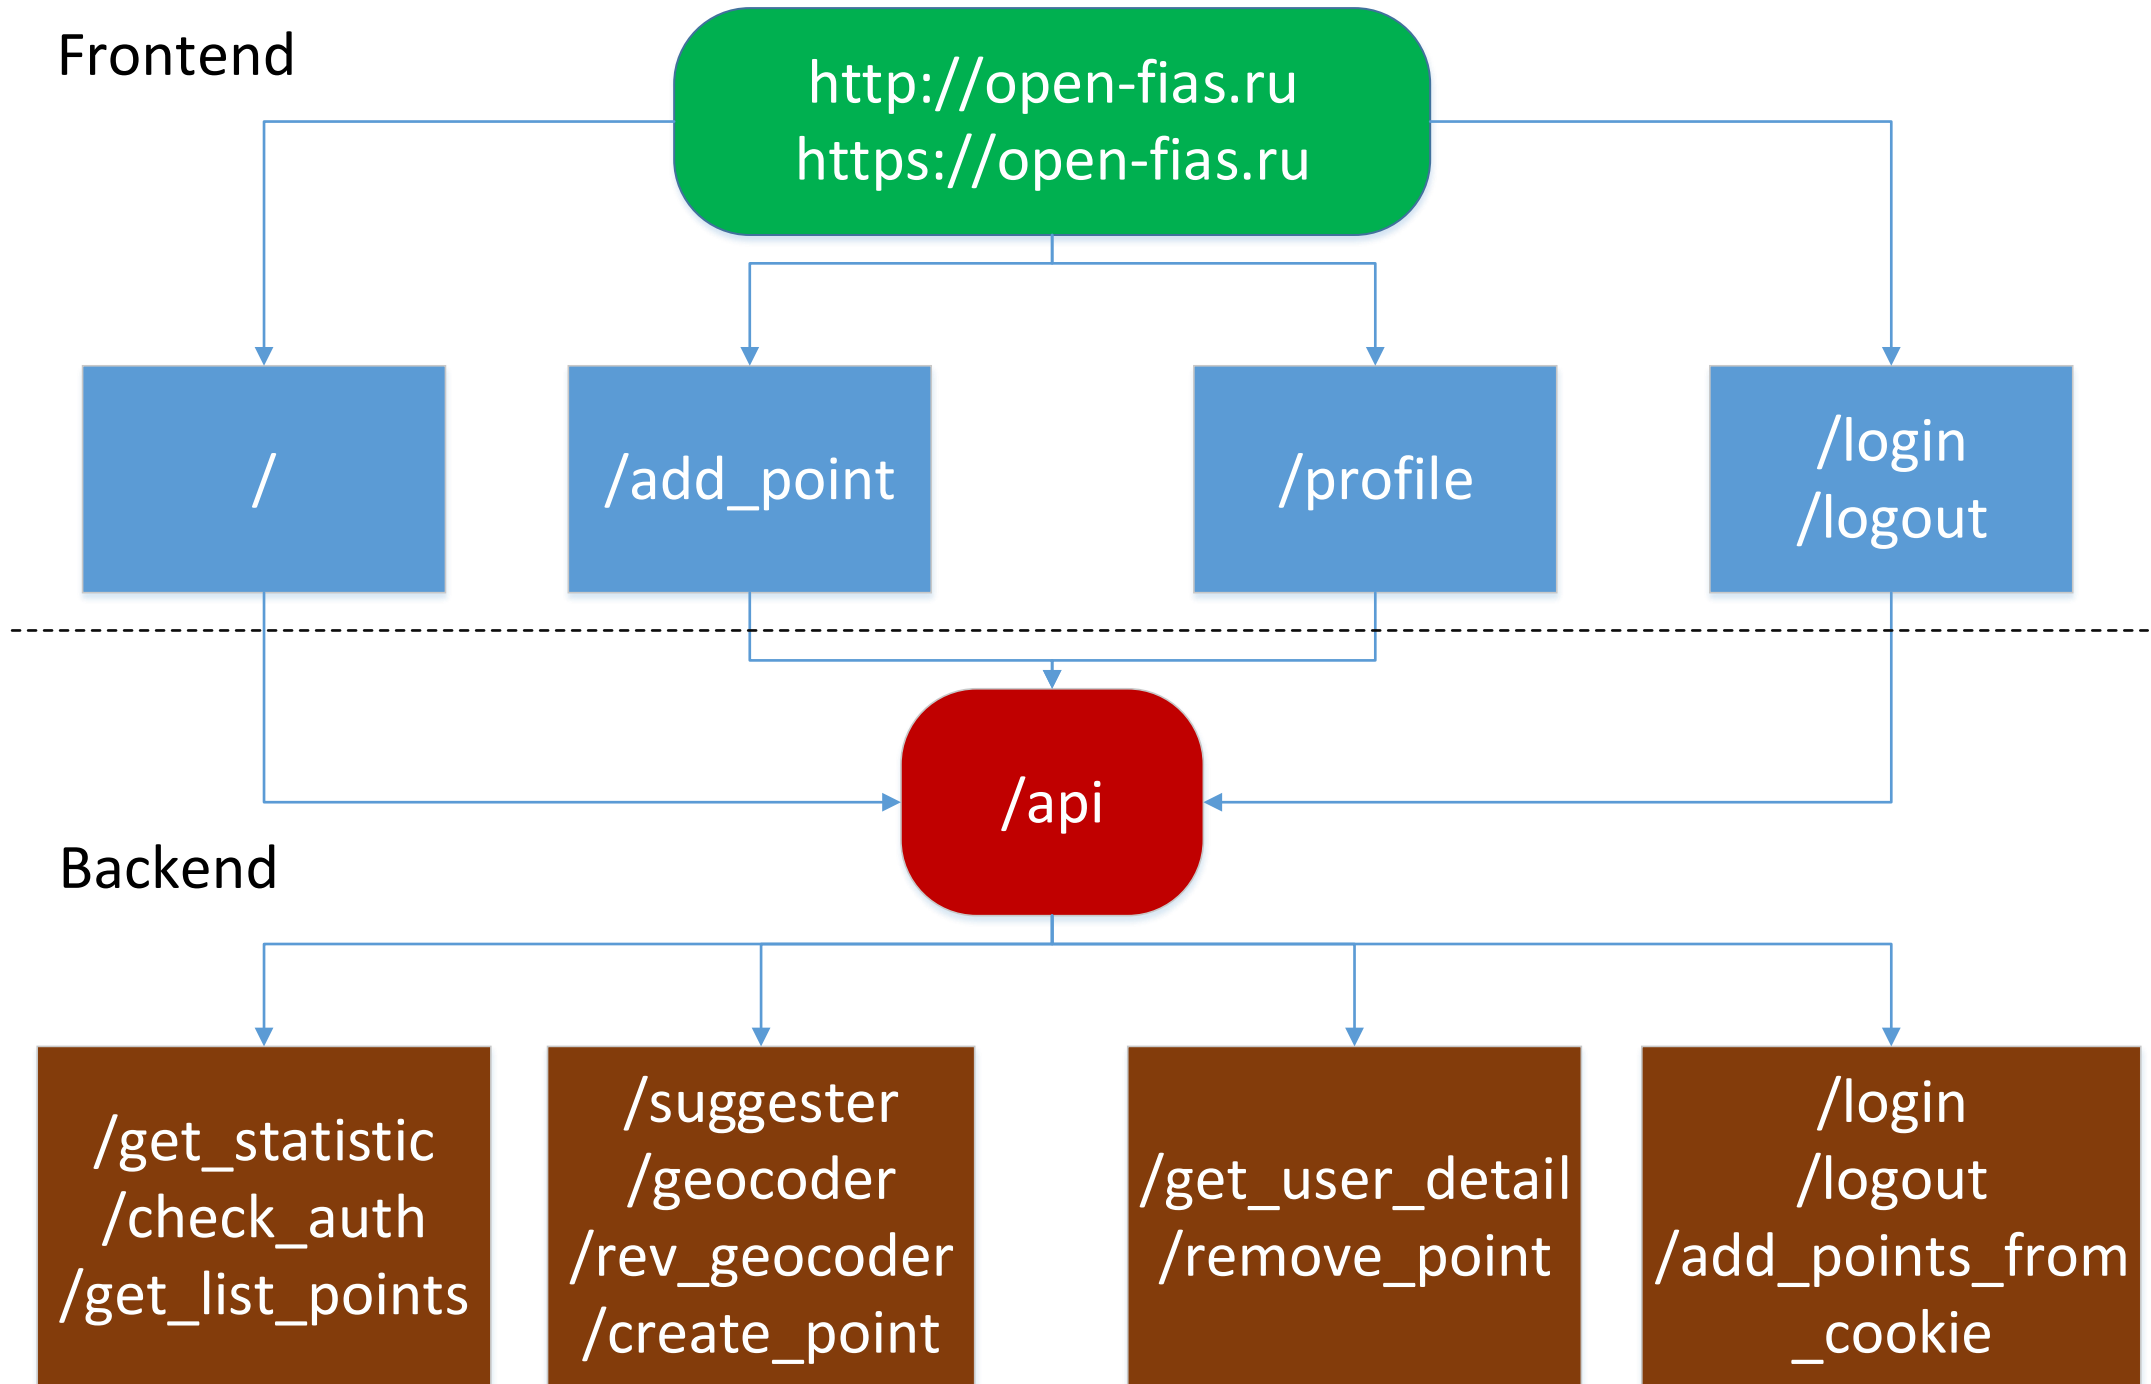 Frontend
http://open-fias.ru
https://open-fias.ru
/
/add_point
/profile
/login
/logout
/api
Backend
/get_statistic
/check_auth
/get_list_points
/suggester
/geocoder
/rev_geocoder
/create_point
/get_user_detail
/remove_point
/login
/logout
/add_points_from
_cookie